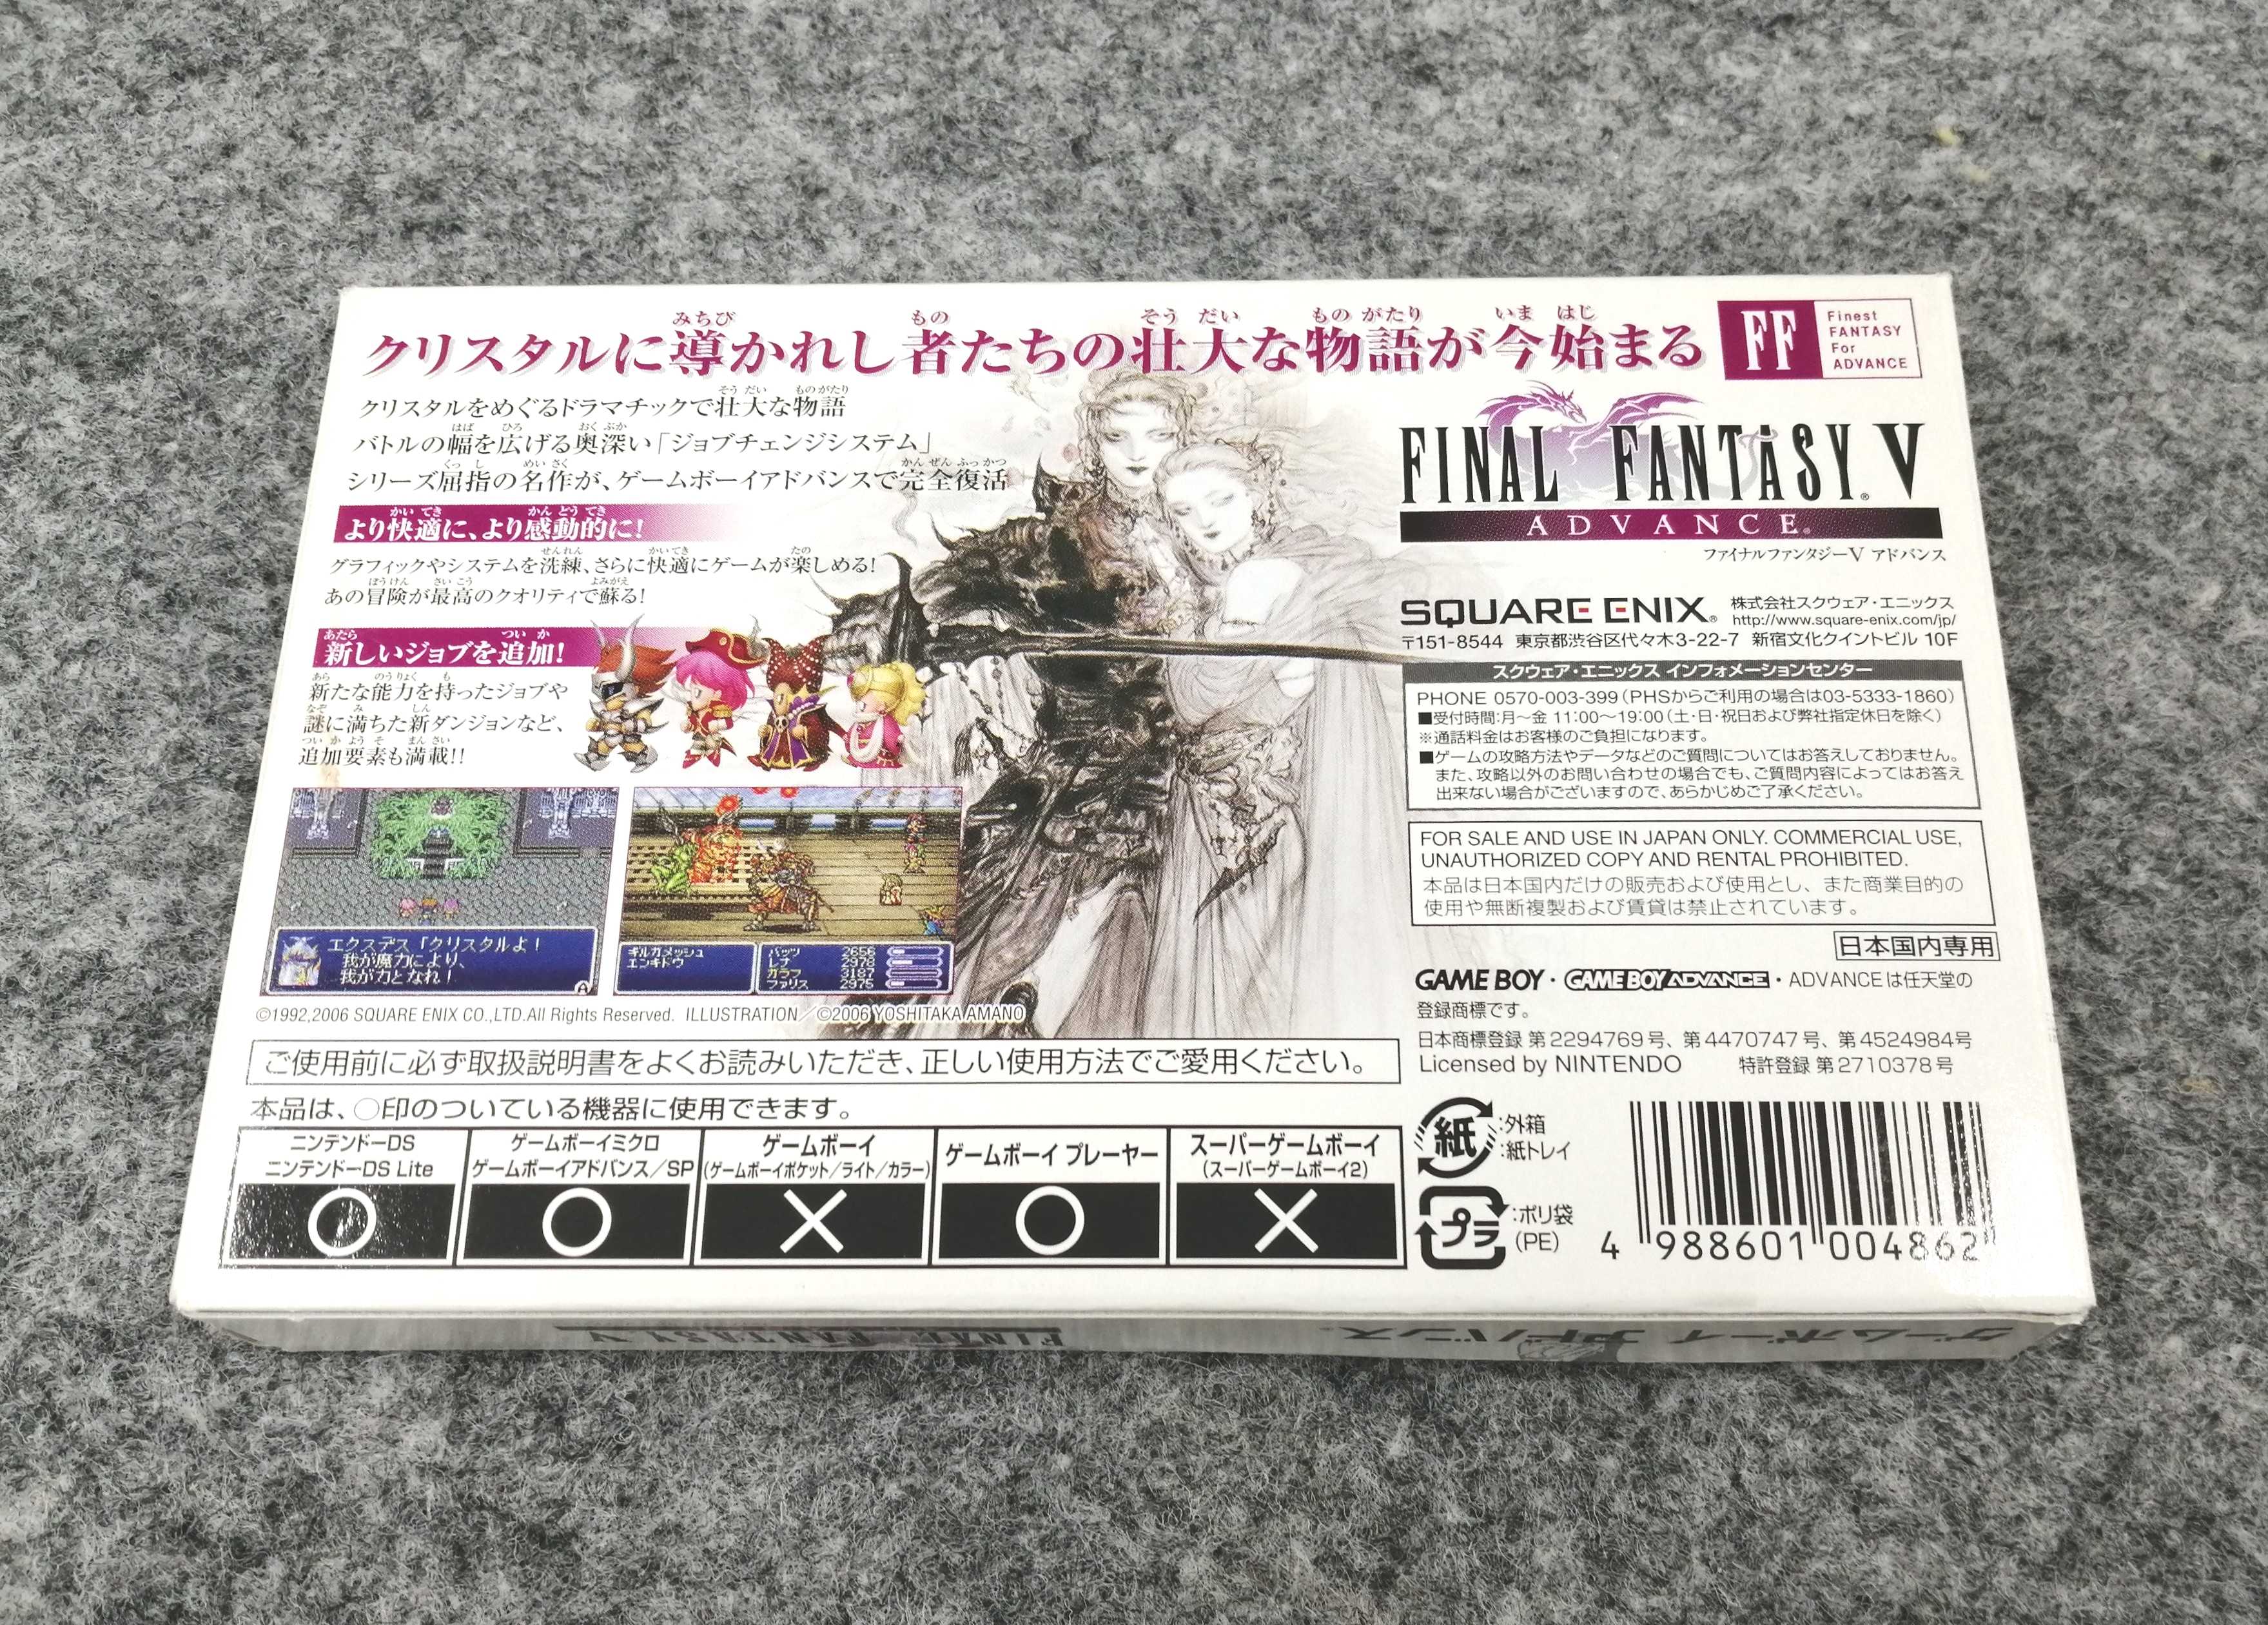 クリスタルに導かれし者たちの壮大な物語が今始まる
クリスタルをめぐるドラマチックで壮大な物語
バトルの幅を広げる奥深い「ジョブチェンジシステム」
シリーズ屈指の名作が、ゲームボーイアドバンスで完全復活
より快適に、より感動的に!
グラフィックやシステムを洗練、さらに快適にゲームが楽しめる!
あの冒険が最高のクオリティで蘇る!
新しいジョブを追加!
新たな能力を持ったジョブや
謎に満ちた新ダンジョンなど、
追加要素も満載!!
エクスデス「クリスタルよ!
我が魔力により、
我が力となれ!
ギルガメッシュ
エンキドウ
バッツ 2656
レナ 2978
ガラフ 3187
ファリス 2975
©1992,2006 SQUARE ENIX CO.,LTD.All Rights Reserved. ILLUSTRATION/©2006 YOSHITAKA AMANO
ご使用前に必ず取扱説明書をよくお読みいただき、正しい使用方法でご愛用ください。
本品は、○印のついている機器に使用できます。
ニンテンドーDS
ニンテンドーDS Lite
ゲームボーイミクロ
ゲームボーイアドバンス/SP
ゲームボーイ
(ゲームボーイポケット/ライト/カラー)
ゲームボーイ プレーヤー
スーパーゲームボーイ
(スーパーゲームボーイ2)
○ ○ × ○ ×
FF
Finest
FANTASY
For
ADVANCE
FINAL FANTASY® V
ADVANCE®
ファイナルファンタジーV アドバンス
SQUARE ENIX®
株式会社スクウェア・エニックス
http://www.square-enix.com/jp/
〒151-8544 東京都渋谷区代々木3-22-7 新宿文化クイントビル 10F
スクウェア・エニックス インフォメーションセンター
PHONE 0570-003-399(PHSからご利用の場合は03-5333-1860)
■受付時間:月〜金 11:00〜19:00(土・日・祝日および弊社指定休日を除く)
※通話料金はお客様のご負担になります。
■ゲームの攻略方法やデータなどのご質問についてはお答えしておりません。
また、攻略以外のお問い合わせの場合でも、ご質問内容によってはお答え
出来ない場合がございますので、あらかじめご了承ください。
FOR SALE AND USE IN JAPAN ONLY. COMMERCIAL USE,
UNAUTHORIZED COPY AND RENTAL PROHIBITED.
本品は日本国内だけの販売および使用とし、また商業目的の
使用や無断複製および賃貸は禁止されています。
日本国内専用
GAME BOY・GAME BOY ADVANCE・ADVANCEは任天堂の
登録商標です。
日本商標登録 第2294769号、第4470747号、第4524984号
Licensed by NINTENDO 特許登録 第2710378号
紙 :外箱
:紙トレイ
プラ :ポリ袋
(PE)
4 988601 004862
FINAL FANTASY V
ゲームボーイ アドバンス®